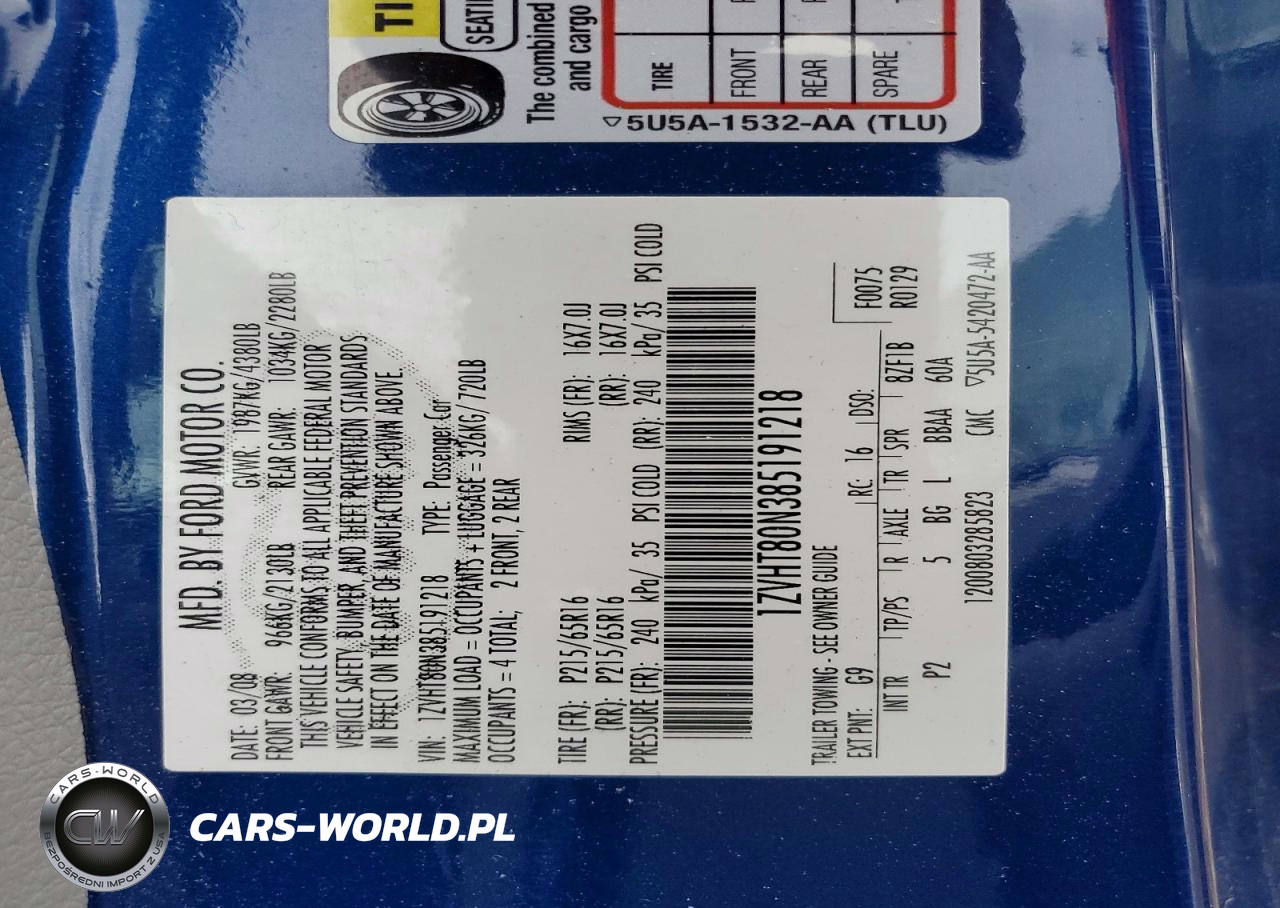 TI
SEATI
The combined
and cargo
TIRE
FRONT
REAR
SPARE
5U5A-1532-AA (TLU)
MFD. BY FORD MOTOR CO.
DATE: 03/08 GVWR: 1987KG/4380LB
FRONT GAWR: 966KG/2130LB REAR GAWR: 1034KG/2280LB
THIS VEHICLE CONFORMS TO ALL APPLICABLE FEDERAL MOTOR
VEHICLE SAFETY, BUMPER, AND THEFT PREVENTION STANDARDS
IN EFFECT ON THE DATE OF MANUFACTURE SHOWN ABOVE.
VIN: 1ZVHT80N385191218 TYPE: Passenger Car
MAXIMUM LOAD = OCCUPANTS + LUGGAGE = 326KG/720LB
OCCUPANTS = 4 TOTAL; 2 FRONT, 2 REAR
TIRE (FR): P215/65R16 RIMS (FR): 16X7.0J
(RR): P215/65R16 (RR): 16X7.0J
PRESSURE (FR): 240 kPa/ 35 PSI COLD (RR): 240 kPa/ 35 PSI COLD
1ZVHT80N385191218
TRAILER TOWING - SEE OWNER GUIDE F0075
EXT PNT: G9 RC: 16 DSO: R0129
INT TR TP/PS R AXLE TR SPR 8ZF1B
P2 5 BG L BBAA 60A
1200803285823 CMC 5U5A-5420472-AA
CARS-WORLD
CW
BEZPOŚREDNI IMPORT Z USA
CARS-WORLD.PL